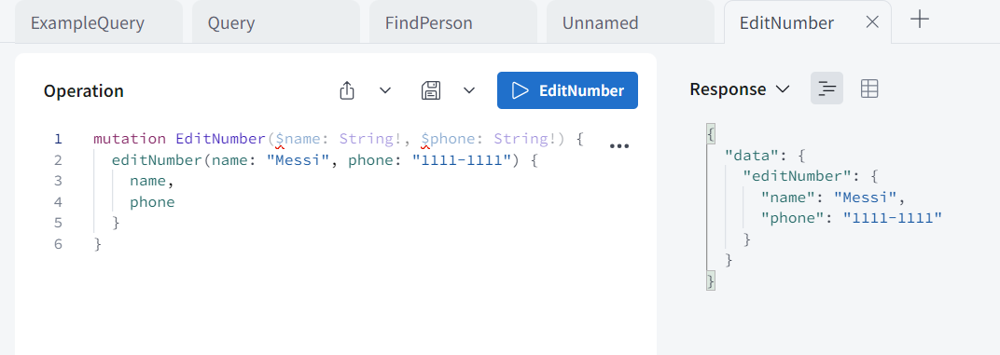 ExampleQuery Query FindPerson Unnamed EditNumber
Operation EditNumber
1 mutation EditNumber($name: String!, $phone: String!) {
2 editNumber(name: "Messi", phone: "1111-1111") {
3 name,
4 phone
5 }
6 }
Response
{
"data": {
"editNumber": {
"name": "Messi",
"phone": "1111-1111"
}
}
}